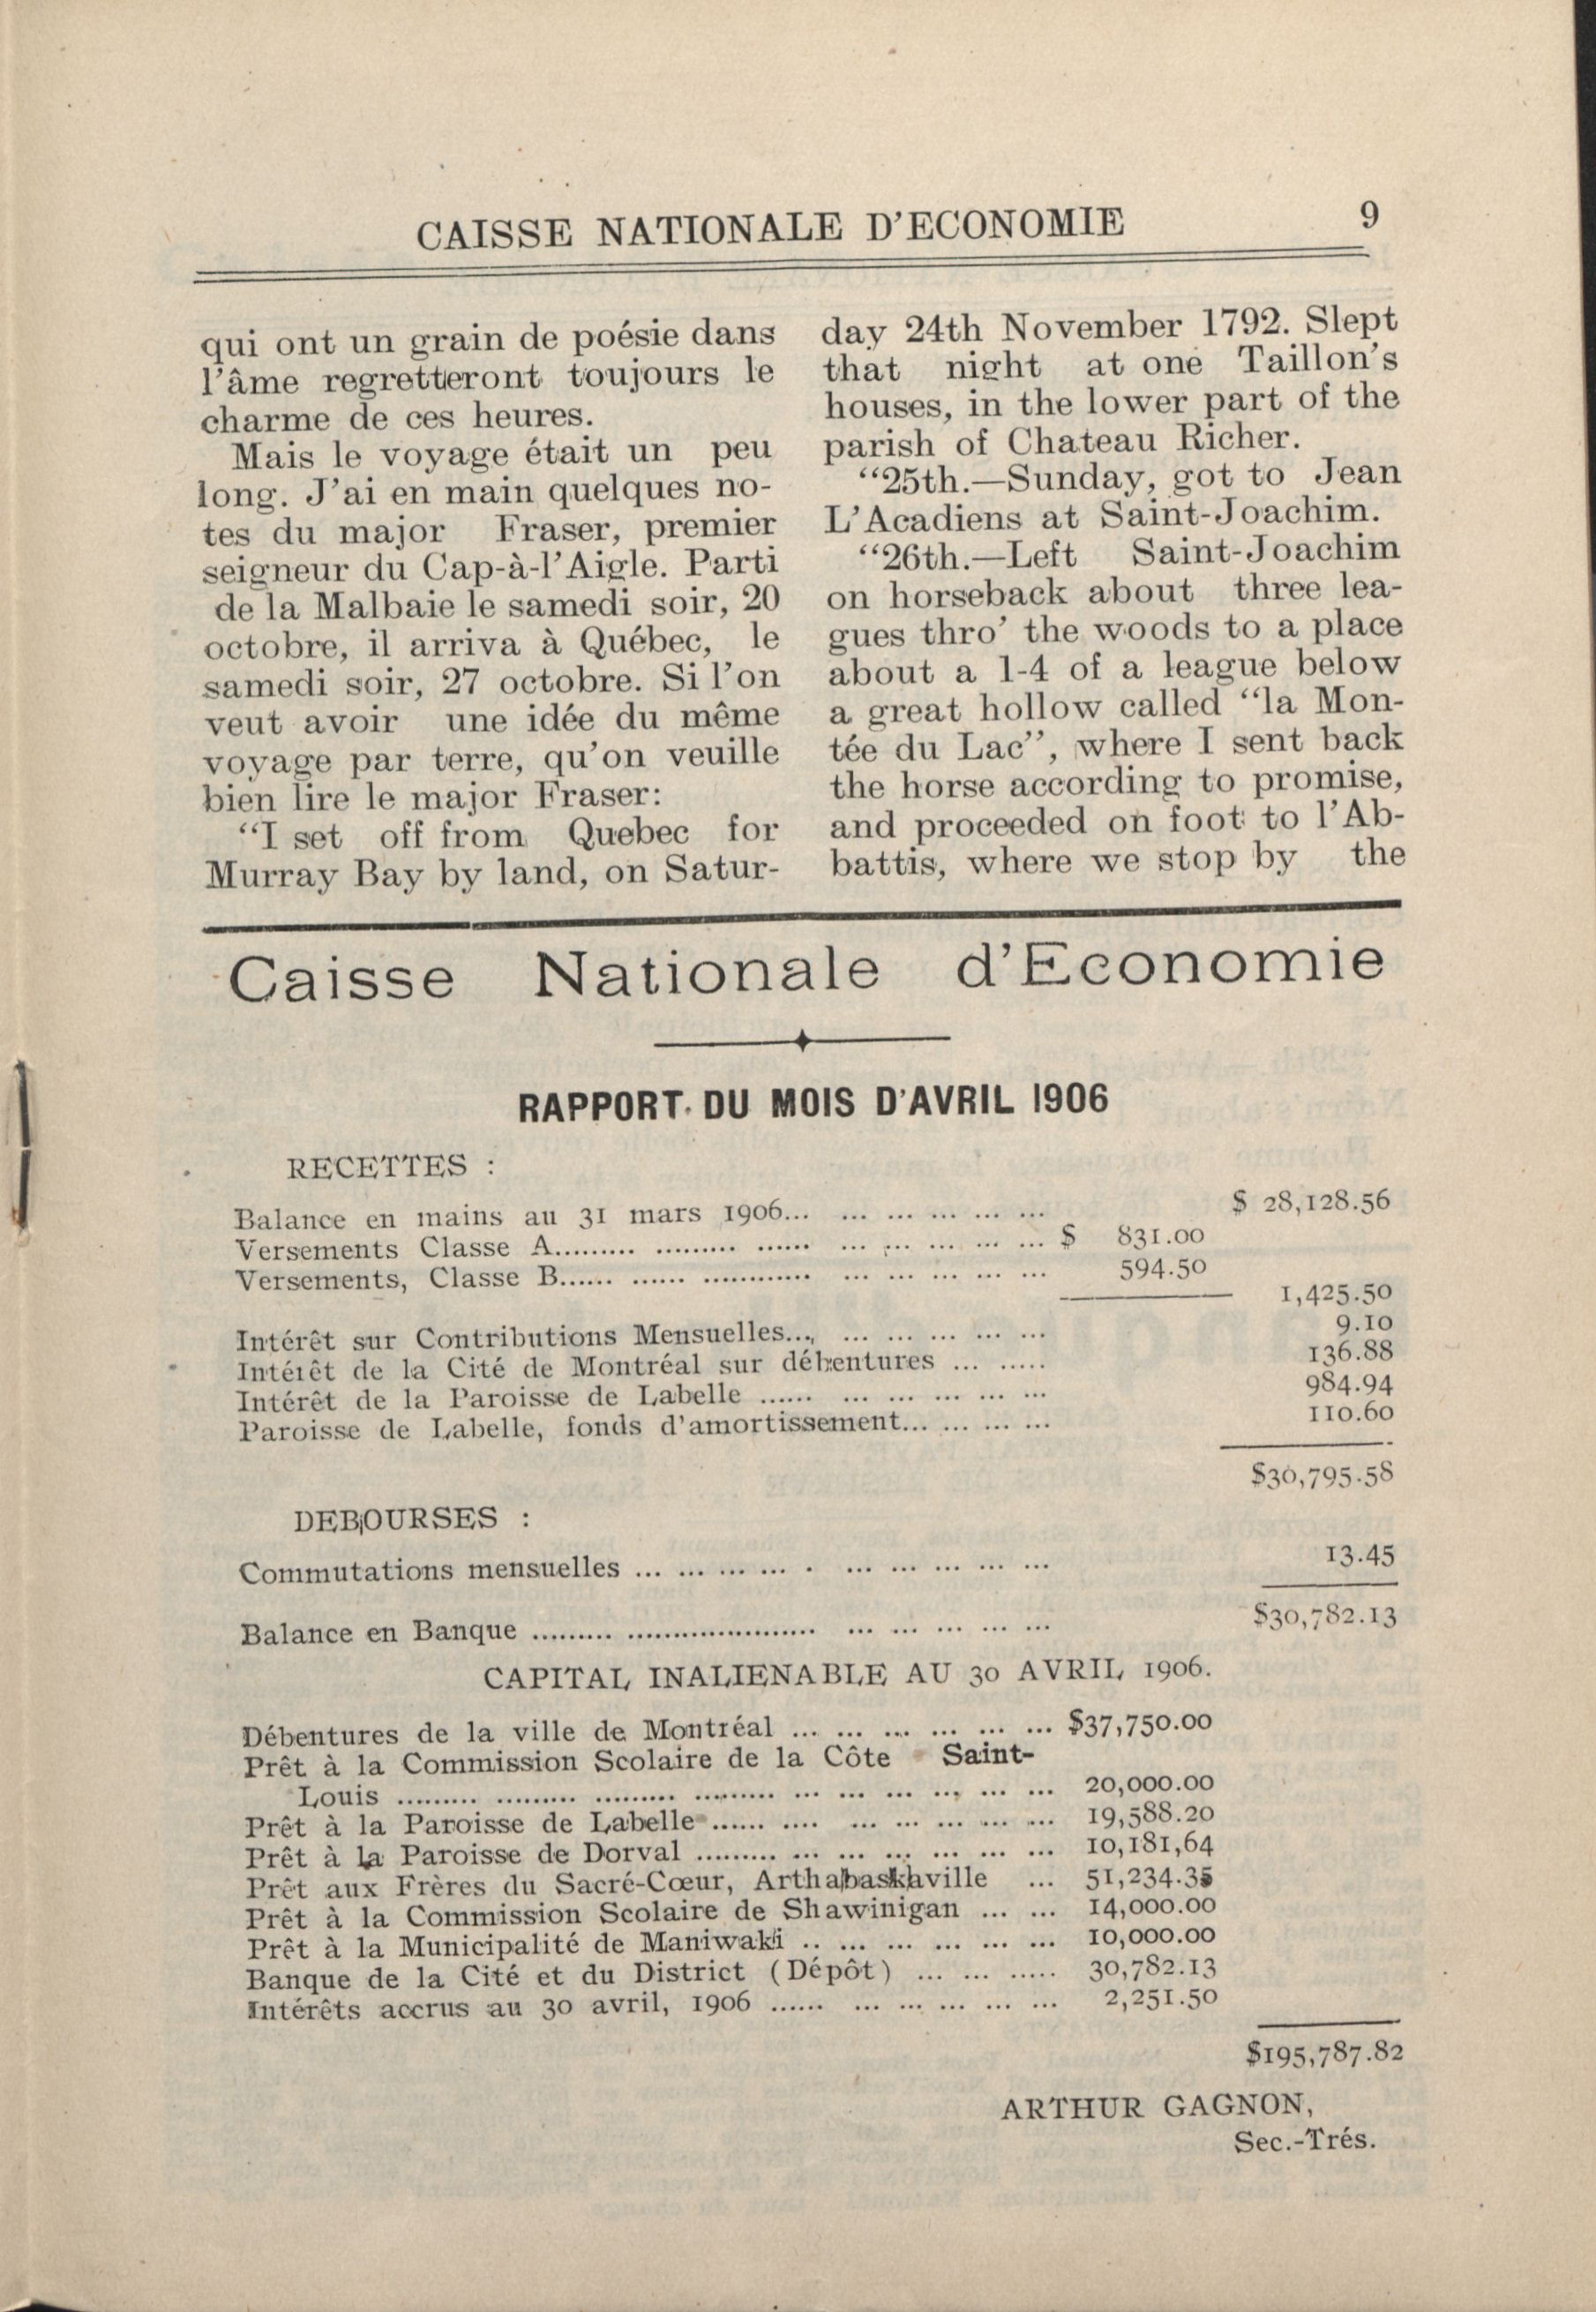 CAISSE NATIONALE D'ECONOMIE 9
qui ont un grain de poésie dans
l'âme regretteront toujours le
charme de ces heures.
Mais le voyage était un peu
long. J'ai en main quelques no-
tes du major Fraser, premier
seigneur du Cap-à-l'Aigle. Parti
de la Malbaie le samedi soir, 20
octobre, il arriva à Québec, le
samedi soir, 27 octobre. Si l'on
veut avoir une idée du même
voyage par terre, qu'on veuille
bien lire le major Fraser:
“I set off from Quebec for
Murray Bay by land, on Satur-
day 24th November 1792. Slept
that night at one Taillon's
houses, in the lower part of the
parish of Chateau Richer.
“25th.—Sunday, got to Jean
L'Acadiens at Saint-Joachim.
“26th.—Left Saint-Joachim
on horseback about three lea-
gues thro' the woods to a place
about a 1-4 of a league below
a great hollow called “la Mon-
tée du Lac”, where I sent back
the horse according to promise,
and proceeded on foot to l'Ab-
battis, where we stop by the
Caisse Nationale d'Economie
RAPPORT DU MOIS D'AVRIL 1906
RECETTES :
Balance en mains au 31 mars 1906... ... ... ... ... ... $ 28,128.56
Versements Classe A......... ......... ...... ... ... ... ... ... $ 831.00
Versements, Classe B...... ...... ............ ... ... ... ... ... 594.50
1,425.50
Intérêt sur Contributions Mensuelles... ... ... ... ... ... 9.10
Intérêt de la Cité de Montréal sur débentures ... ..... 136.88
Intérêt de la Paroisse de Labelle ...... ... ... ... ... ... 984.94
Paroisse de Labelle, fonds d'amortissement... ... ... ... 110.60
$30,795.58
DEBOURSES :
Commutations mensuelles ... ... ... ... . ... ... ... ... ... 13.45
Balance en Banque ......... ..................... ... ... ... ... ... $30,782.13
CAPITAL INALIENABLE AU 30 AVRIL 1906.
Débentures de la ville de Montréal ... ... ... ... ... ... $37,750.00
Prêt à la Commission Scolaire de la Côte Saint-
Louis ......... ......... ......... ......... ... ... ... ... ... ... 20,000.00
Prêt à la Paroisse de Labelle ...... .... ... ... ... ... ... 19,588.20
Prêt à la Paroisse de Dorval ......... ... ... ... ... ... ... 10,181,64
Prêt aux Frères du Sacré-Cœur, Arthabaskaville ... 51,234.35
Prêt à la Commission Scolaire de Shawinigan ... ... 14,000.00
Prêt à la Municipalité de Maniwaki .. ... ... ... ... ... 10,000.00
Banque de la Cité et du District (Dépôt) ... ... ..... 30,782.13
Intérêts accrus au 30 avril, 1906 ...... ... ... ... ... ... 2,251.50
$195,787.82
ARTHUR GAGNON,
Sec.-Trés.